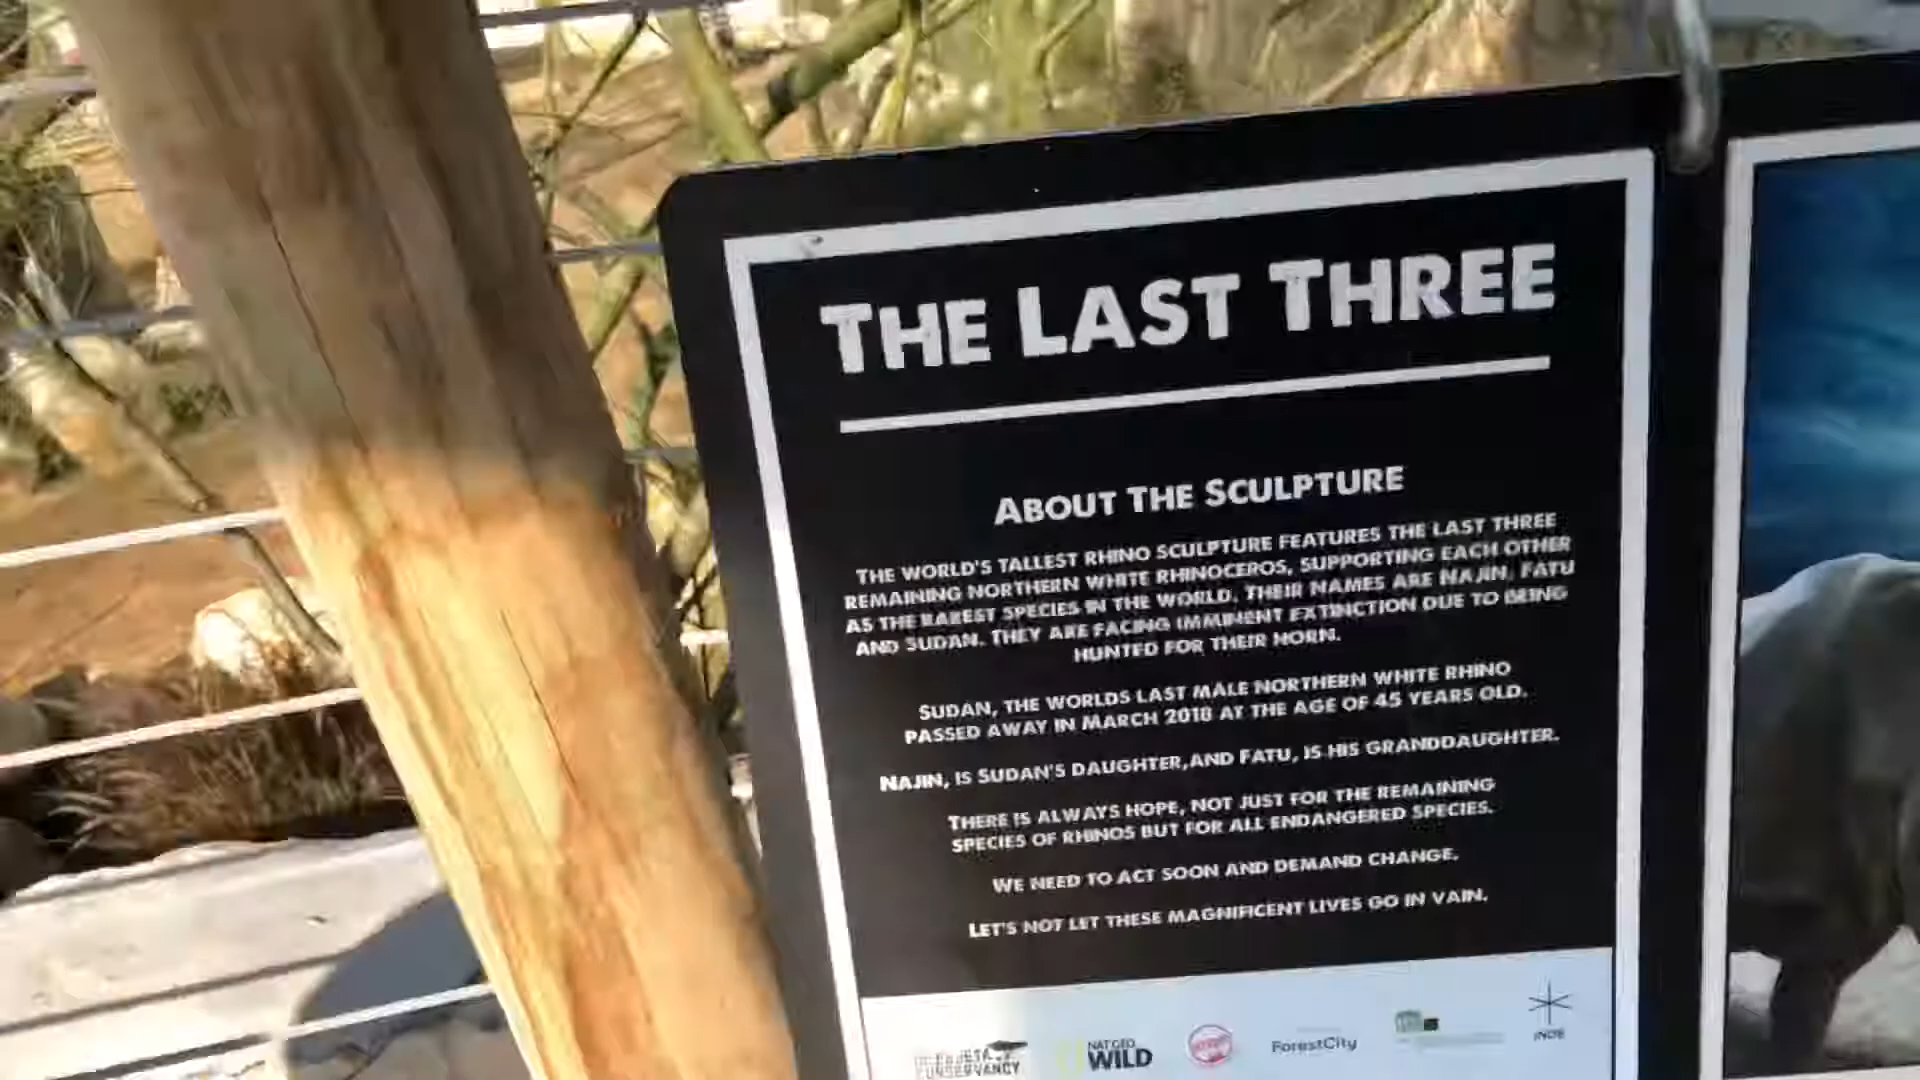 THE LAST THREE
ABOUT THE SCULPTURE
THE WORLD'S TALLEST RHINO SCULPTURE FEATURES THE LAST THREE
REMAINING NORTHERN WHITE RHINOCEROS, SUPPORTING EACH OTHER
AS THE RAREST SPECIES IN THE WORLD. THEIR NAMES ARE NAJIN, FATU
AND SUDAN. THEY ARE FACING IMMINENT EXTINCTION DUE TO BEING
HUNTED FOR THEIR HORN.
SUDAN, THE WORLDS LAST MALE NORTHERN WHITE RHINO
PASSED AWAY IN MARCH 2018 AT THE AGE OF 45 YEARS OLD.
NAJIN, IS SUDAN'S DAUGHTER,AND FATU, IS HIS GRANDDAUGHTER.
THERE IS ALWAYS HOPE, NOT JUST FOR THE REMAINING
SPECIES OF RHINOS BUT FOR ALL ENDANGERED SPECIES.
WE NEED TO ACT SOON AND DEMAND CHANGE.
LET'S NOT LET THESE MAGNIFICENT LIVES GO IN VAIN.
CONSERVANCY
NAT GEO
WILD
ForestCity
INDE